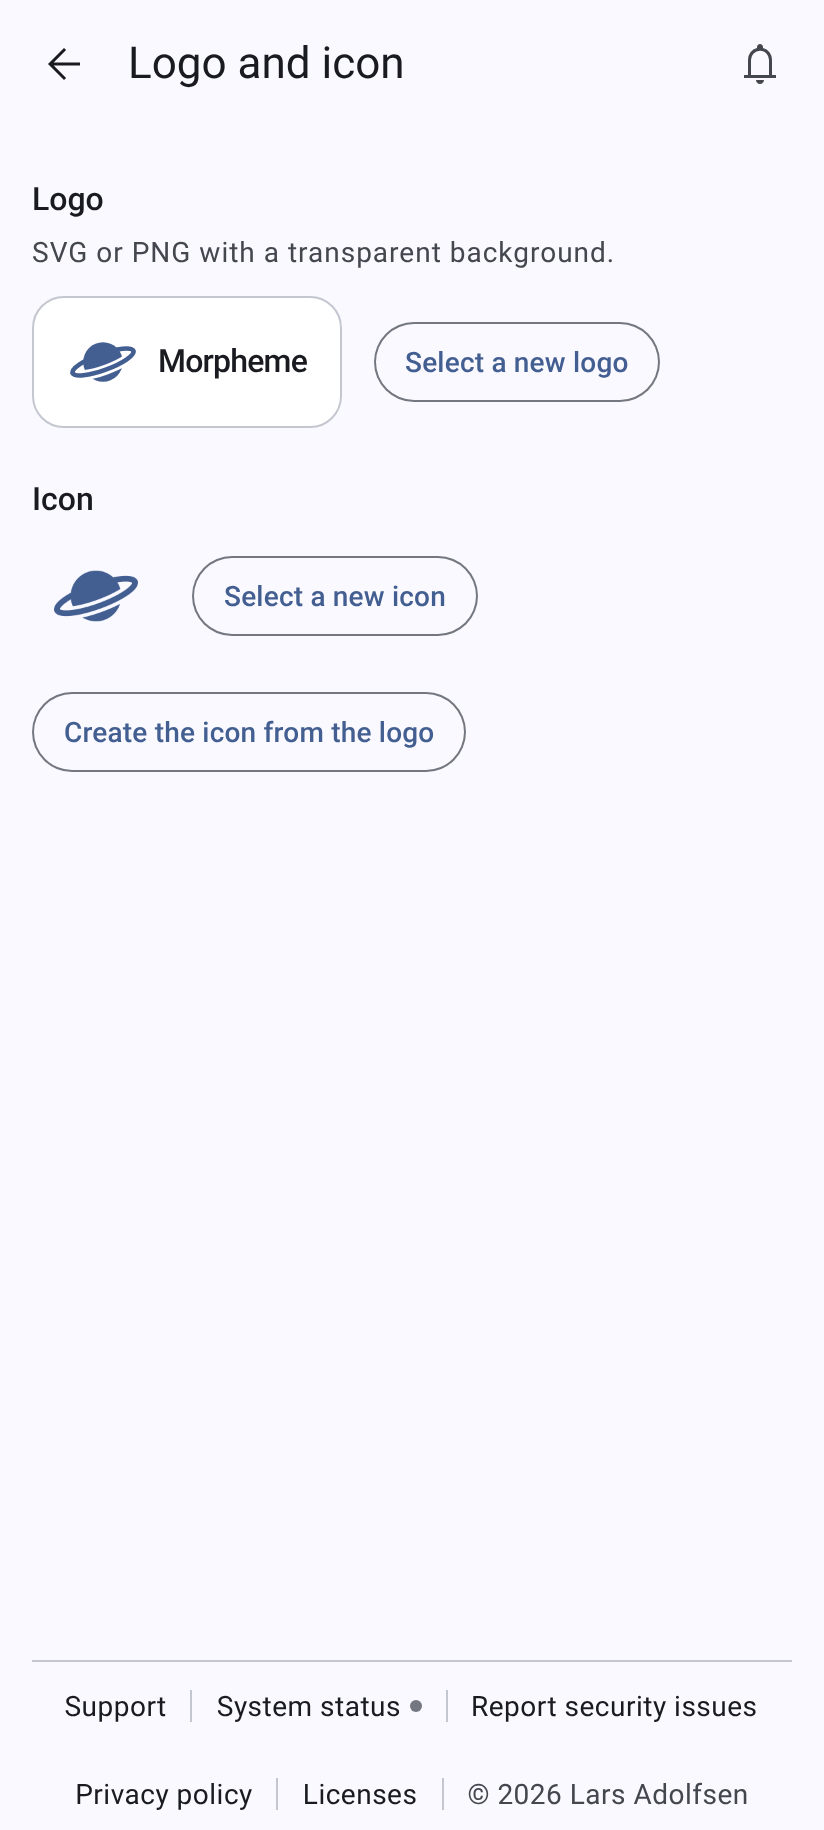 Logo and icon
Logo
SVG or PNG with a transparent background.
Morpheme
Select a new logo
Icon
Select a new icon
Create the icon from the logo
Support
System status
Report security issues
Privacy policy
Licenses
© 2026 Lars Adolfsen